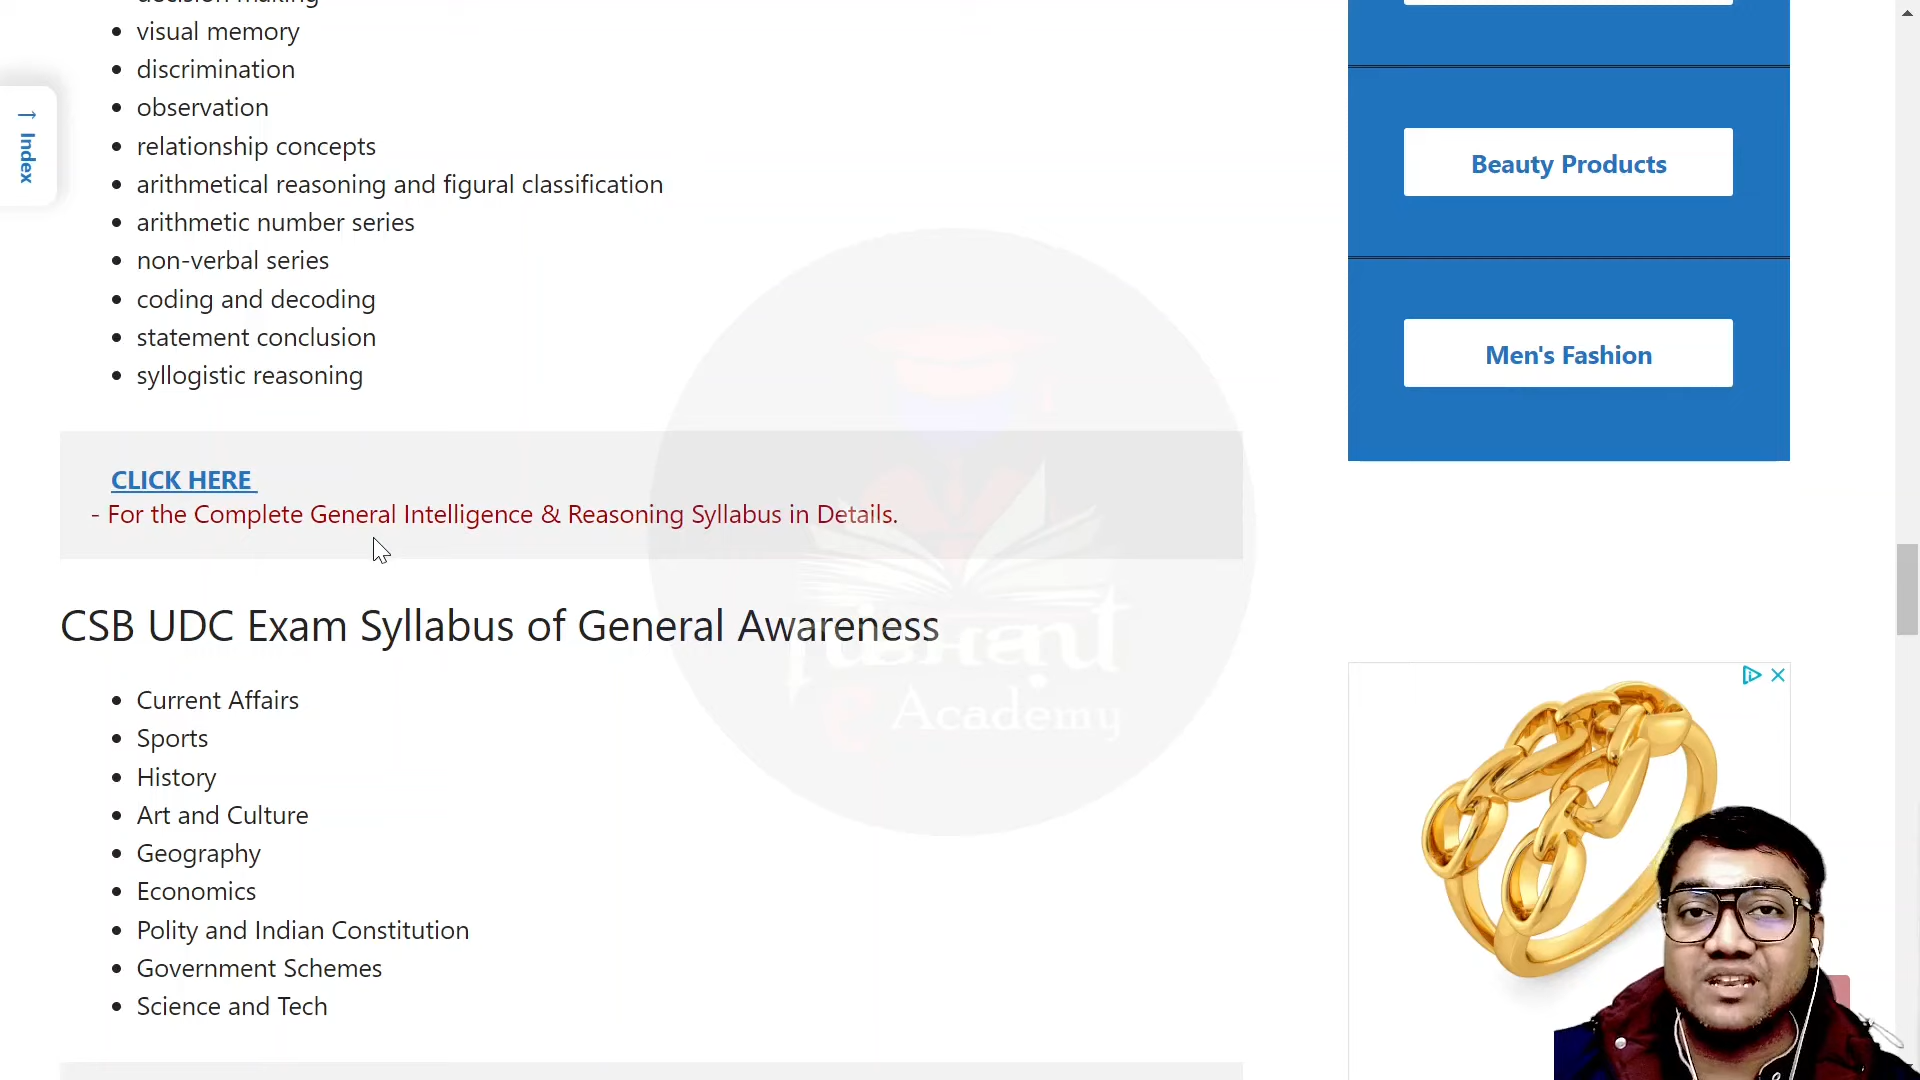 visual memory
discrimination
observation
relationship concepts
arithmetical reasoning and figural classification
arithmetic number series
non-verbal series
coding and decoding
statement conclusion
syllogistic reasoning
↑ Index
CLICK HERE
- For the Complete General Intelligence & Reasoning Syllabus in Details.
CSB UDC Exam Syllabus of General Awareness
Current Affairs
Sports
History
Art and Culture
Geography
Economics
Polity and Indian Constitution
Government Schemes
Science and Tech
Beauty Products
Men's Fashion
Academy